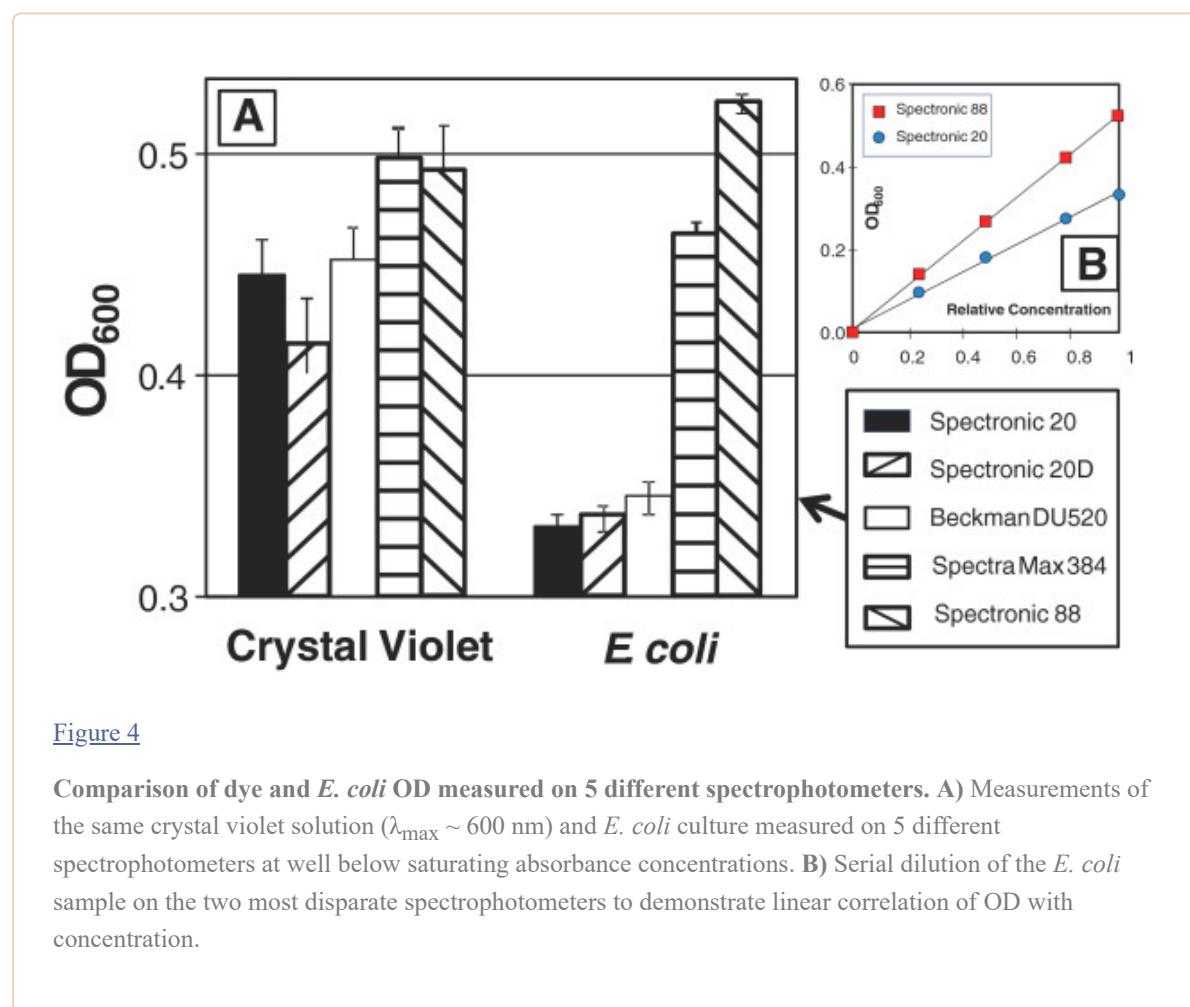 A
0.5
0.4
0.3
OD600
Crystal Violet
E coli
0.6
0.4
0.2
0.0
OD600
Spectronic 88
Spectronic 20
B
Relative Concentration
0 0.2 0.4 0.6 0.8 1
Spectronic 20
Spectronic 20D
Beckman DU520
SpectraMax 384
Spectronic 88
Figure 4
Comparison of dye and E. coli OD measured on 5 different spectrophotometers. A) Measurements of
the same crystal violet solution (λmax ~ 600 nm) and E. coli culture measured on 5 different
spectrophotometers at well below saturating absorbance concentrations. B) Serial dilution of the E. coli
sample on the two most disparate spectrophotometers to demonstrate linear correlation of OD with
concentration.